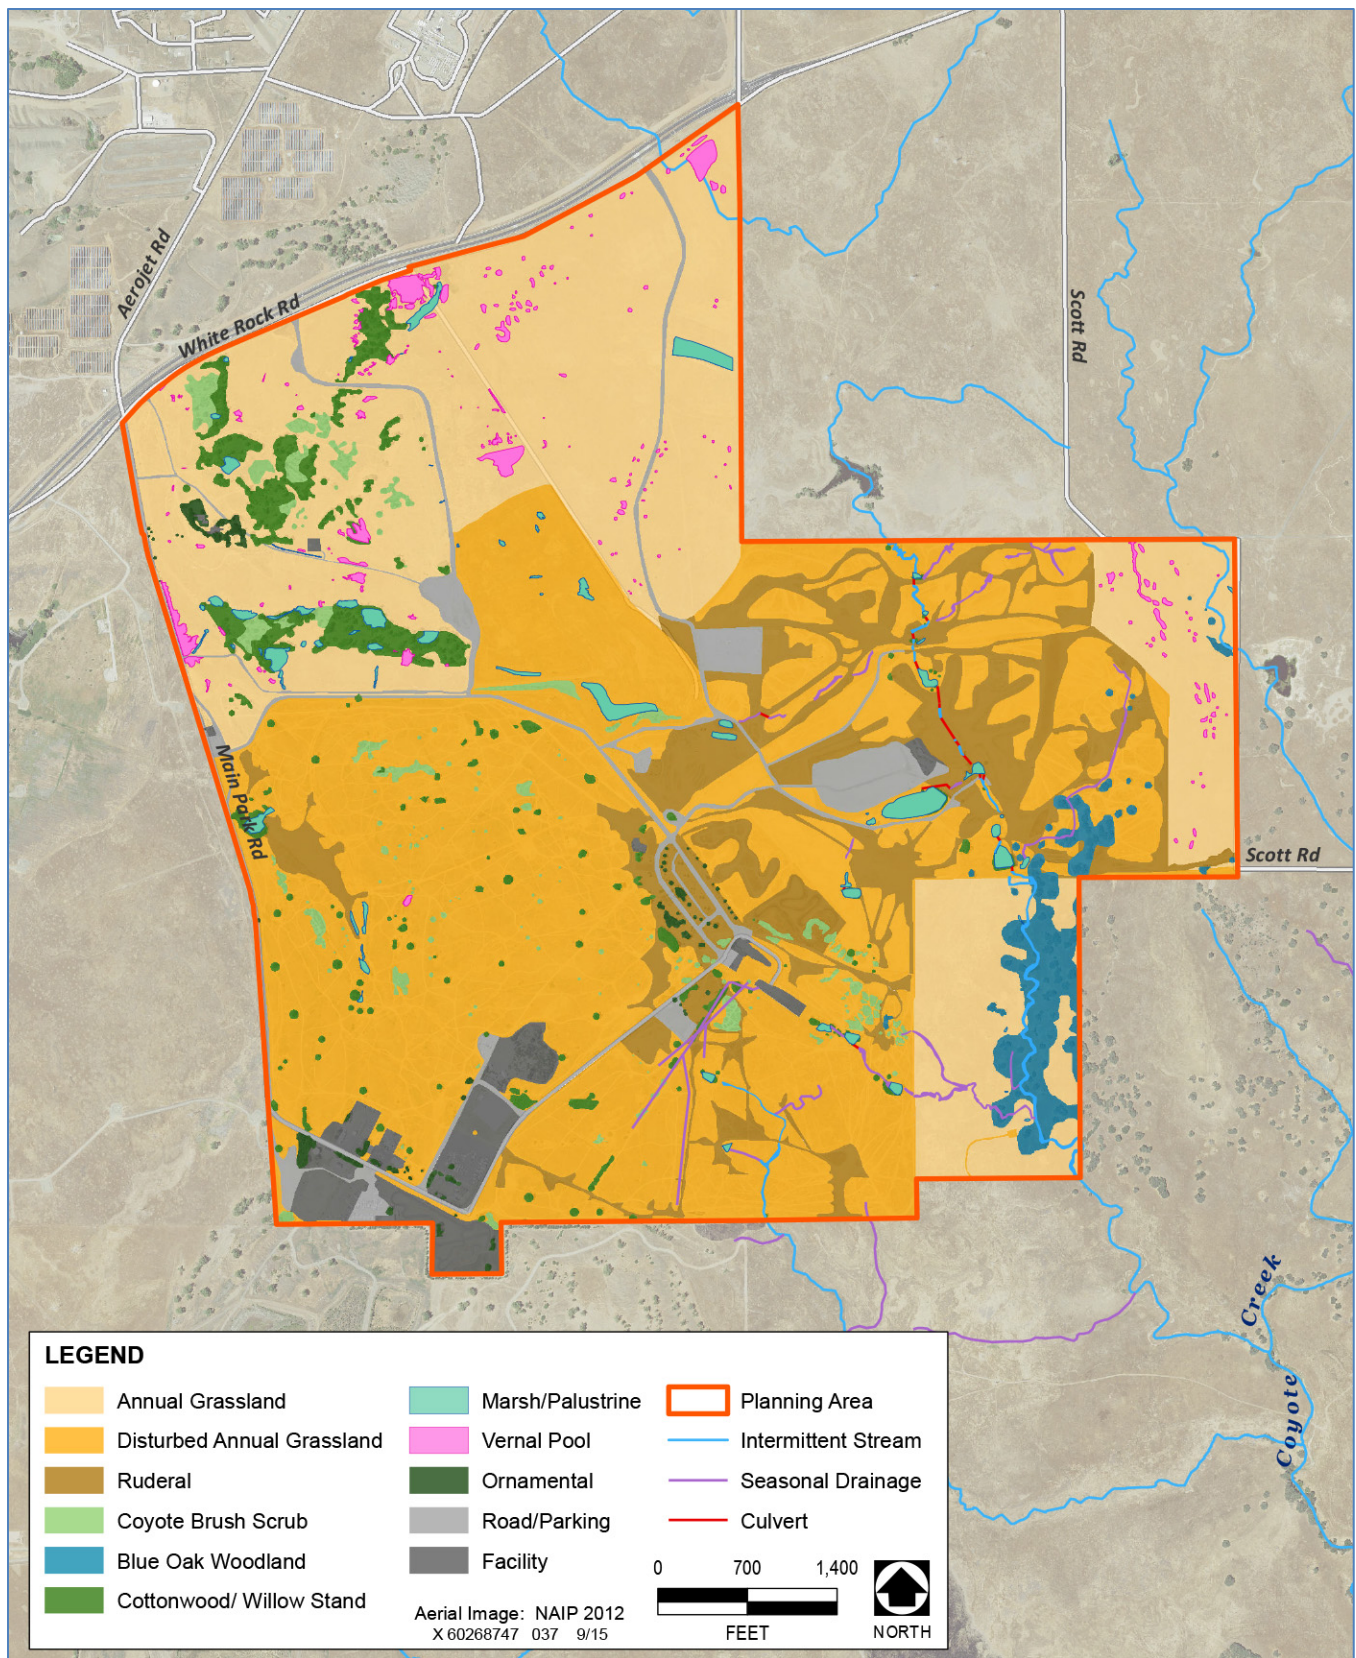 Aerojet Rd
White Rock Rd
Scott Rd
Main Park Rd
Scott Rd
Creek
Coyote
LEGEND
Annual Grassland
Disturbed Annual Grassland
Ruderal
Coyote Brush Scrub
Blue Oak Woodland
Cottonwood/ Willow Stand
Marsh/Palustrine
Vernal Pool
Ornamental
Road/Parking
Facility
Aerial Image: NAIP 2012
X 60268747 037 9/15
Planning Area
Intermittent Stream
Seasonal Drainage
Culvert
0 700 1,400
FEET
NORTH